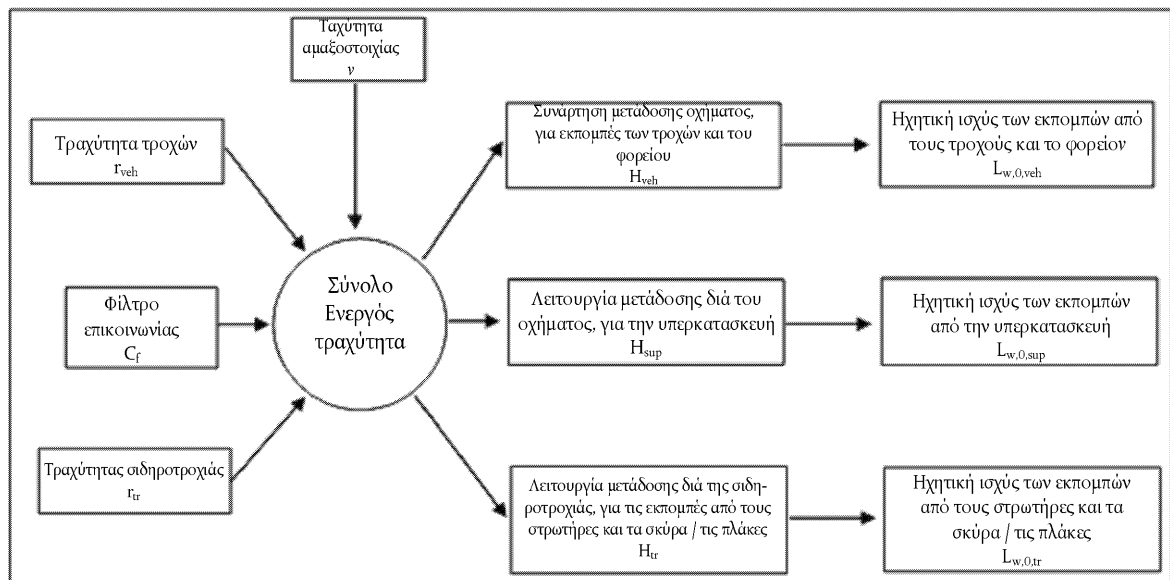 Ταχύτητα
αμαξοστοιχίας
v
Τραχύτητα τροχών
r_veh
Φίλτρο
επικοινωνίας
C_f
Τραχύτητας σιδηροτροχιάς
r_tr
Σύνολο
Ενεργός
τραχύτητα
Συνάρτηση μετάδοσης οχήματος,
για εκπομπές των τροχών και του
φορείου
H_veh
Λειτουργία μετάδοσης διά του
οχήματος, για την υπερκατασκευή
H_sup
Λειτουργία μετάδοσης διά της σιδη-
ροτροχιάς, για τις εκπομπές από τους
στρωτήρες και τα σκύρα / τις πλάκες
H_tr
Ηχητική ισχύς των εκπομπών από
τους τροχούς και το φορείον
L_w,0,veh
Ηχητική ισχύς των εκπομπών
από την υπερκατασκευή
L_w,0,sup
Ηχητική ισχύς των εκπομπών
από τους στρωτήρες και τα
σκύρα / τις πλάκες
L_w,0,tr